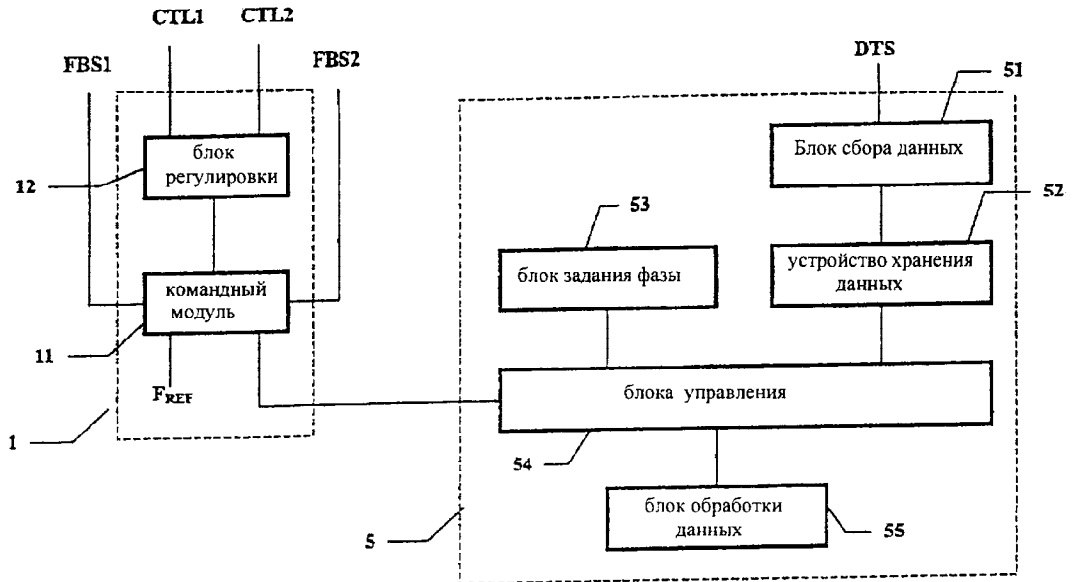 CTL1 CTL2
FBS1
FBS2
DTS
51
блок
регулировки
12
Блок сбора данных
53
52
блок задания фазы
устройство хранения
данных
командный
модуль
11
FREF
блока управления
1
54
блок обработки
данных
5
55